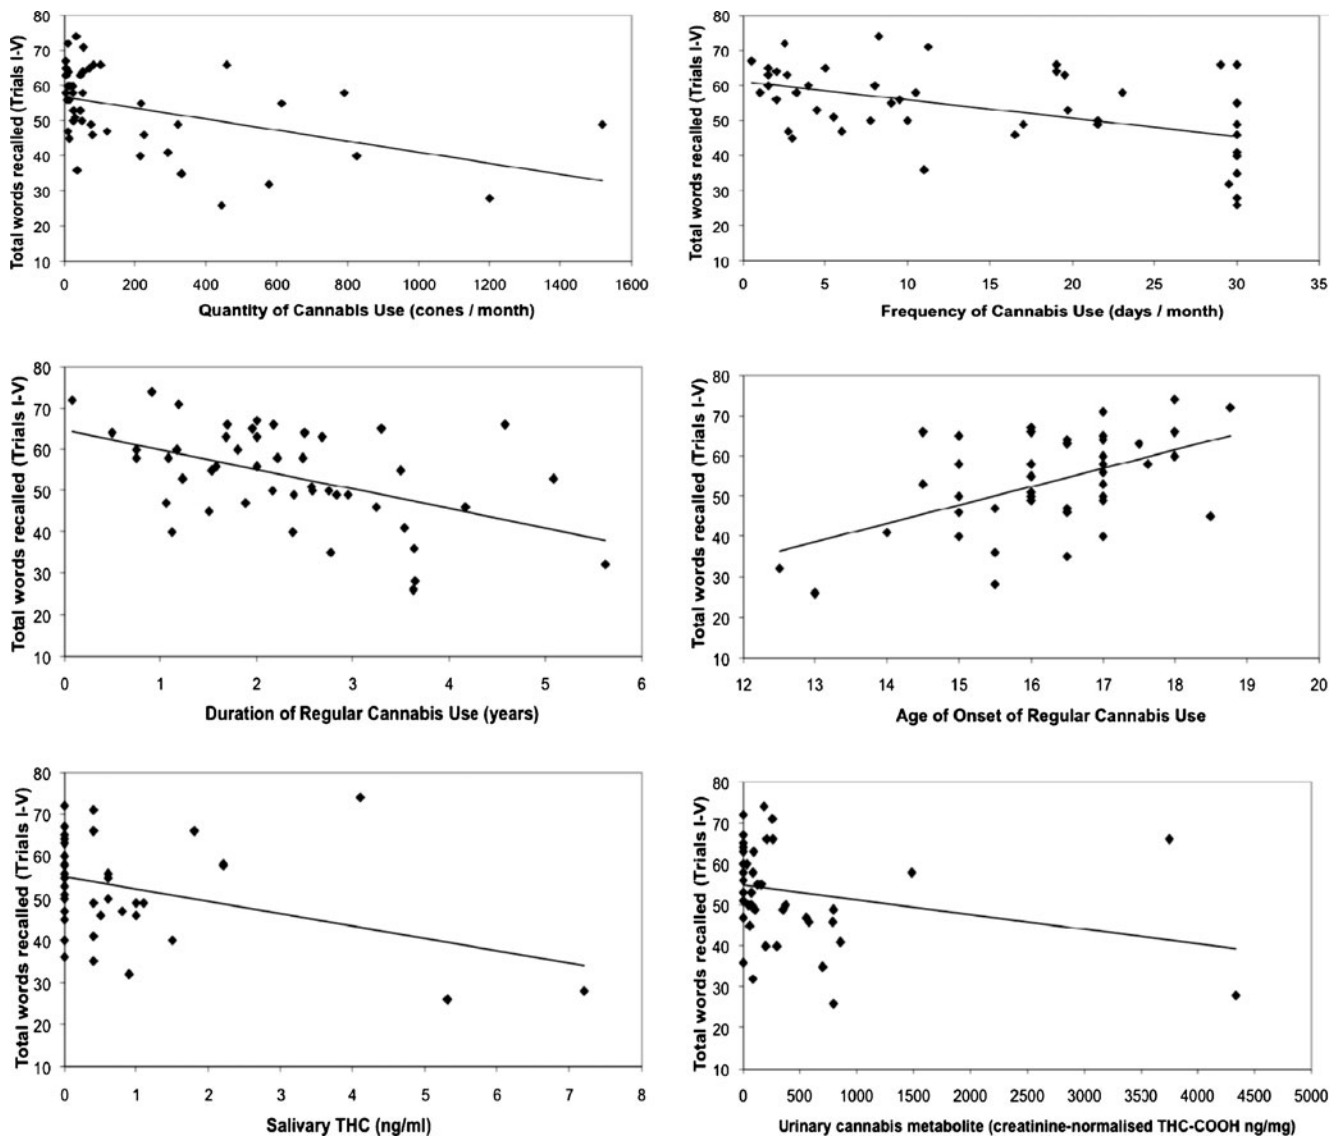 Total words recalled (Trials I-V)
80
70
60
50
40
30
20
10
0 200 400 600 800 1000 1200 1400 1600
Quantity of Cannabis Use (cones / month)
Total words recalled (Trials I-V)
80
70
60
50
40
30
20
10
0 5 10 15 20 25 30 35
Frequency of Cannabis Use (days / month)
Total words recalled (Trials I-V)
80
70
60
50
40
30
20
10
0 1 2 3 4 5 6
Duration of Regular Cannabis Use (years)
Total words recalled (Trials I-V)
80
70
60
50
40
30
20
10
12 13 14 15 16 17 18 19 20
Age of Onset of Regular Cannabis Use
Total words recalled (Trials I-V)
80
70
60
50
40
30
20
10
0 1 2 3 4 5 6 7 8
Salivary THC (ng/ml)
Total words recalled (Trials I-V)
80
70
60
50
40
30
20
10
0 500 1000 1500 2000 2500 3000 3500 4000 4500 5000
Urinary cannabis metabolite (creatinine-normalised THC-COOH ng/mg)